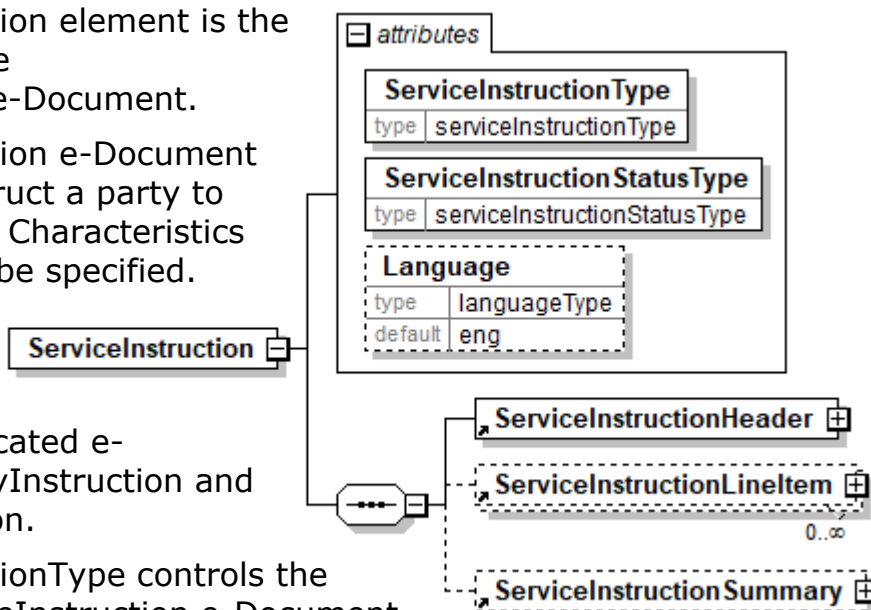 ion element is the
e
e-Document.
ion e-Document
ruct a party to
Characteristics
be specified.
cated e-
yInstruction and
on.
ionType controls the
eInstruction e-Document
attributes
ServiceInstructionType
type serviceInstructionType
ServiceInstructionStatusType
type serviceInstructionStatusType
Language
type languageType
default eng
ServiceInstruction
ServiceInstructionHeader
ServiceInstructionLineItem
0..∞
ServiceInstructionSummary